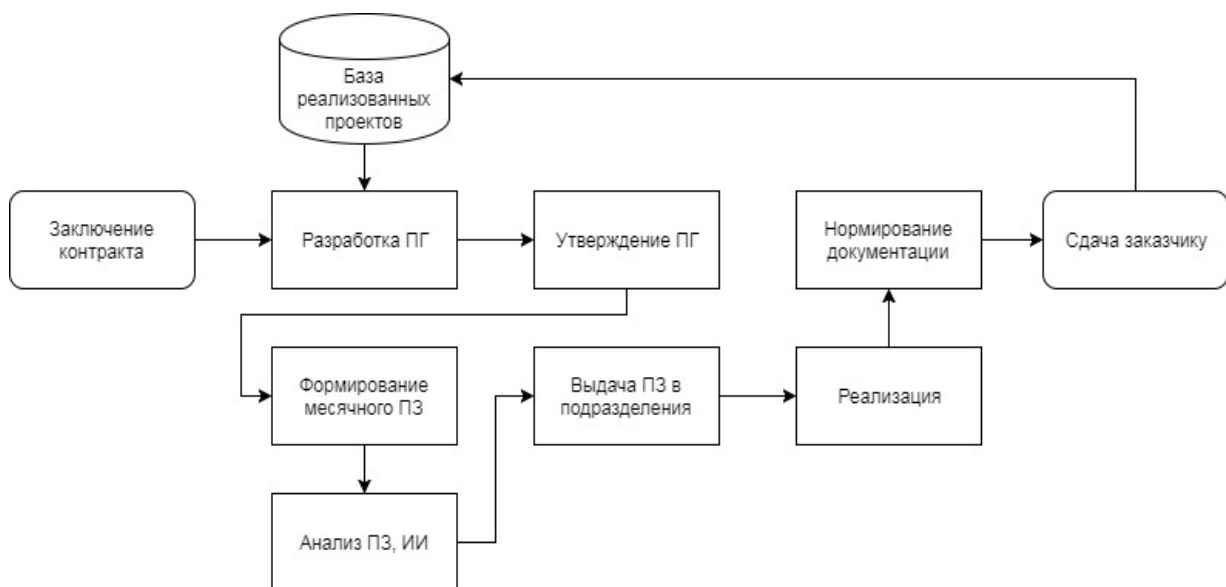 База
реализованных
проектов
Заключение
контракта
Разработка ПГ
Утверждение ПГ
Нормирование
документации
Сдача заказчику
Формирование
месячного ПЗ
Выдача ПЗ в
подразделения
Реализация
Анализ ПЗ, ИИ